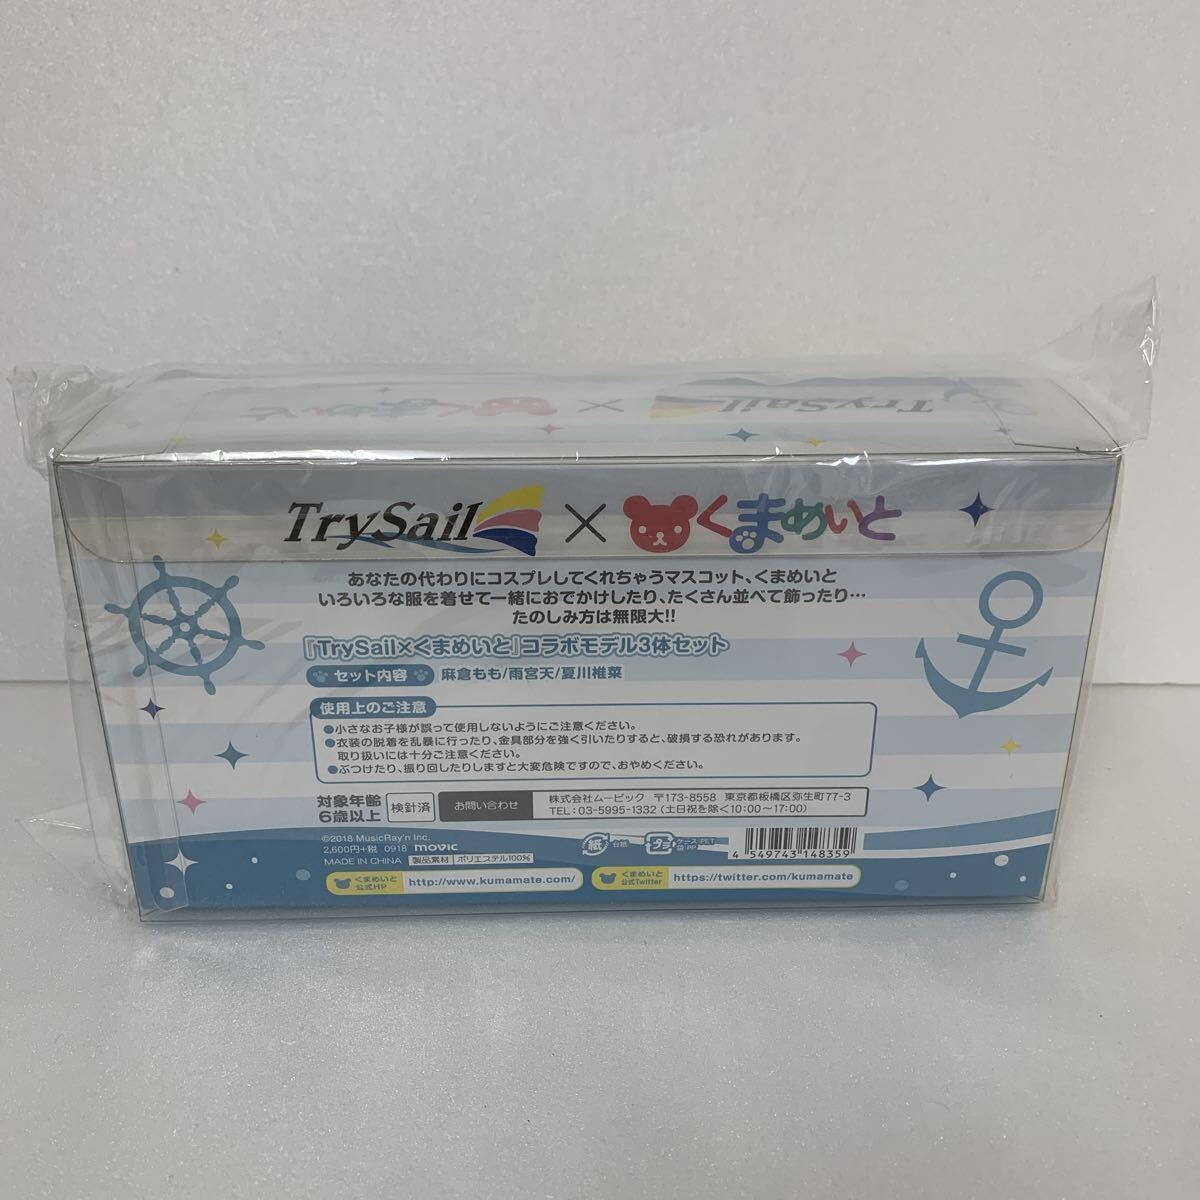 TrySail × くまめいと
TrySail × くまめいと
あなたの代わりにコスプレしてくれちゃうマスコット、くまめいと
いろいろな服を着せて一緒におでかけしたり、たくさん並べて飾ったり…
たのしみ方は無限大!!
『TrySail×くまめいと』コラボモデル3体セット
セット内容 麻倉もも/雨宮天/夏川椎菜
使用上のご注意
●小さなお子様が誤って使用しないようにご注意ください。
●衣装の脱着を乱暴に行ったり、金具部分を強く引いたりすると、破損する恐れがあります。
取り扱いには十分ご注意ください。
●ぶつけたり、振り回したりしますと大変危険ですので、おやめください。
対象年齢
6歳以上
検針済
お問い合わせ
株式会社ムービック 〒173-8558 東京都板橋区弥生町77-3
TEL:03-5995-1332(土日祝を除く10:00~17:00)
©2018 MusicRay'n Inc.
2,600円+税 0918 movic
MADE IN CHINA 製品素材 ポリエステル100%
紙 台紙
プラ ケース:PET
袋:PP
4 549743 148359
くまめいと
公式HP
http://www.kumamate.com/
くまめいと
公式Twitter
https://twitter.com/kumamate